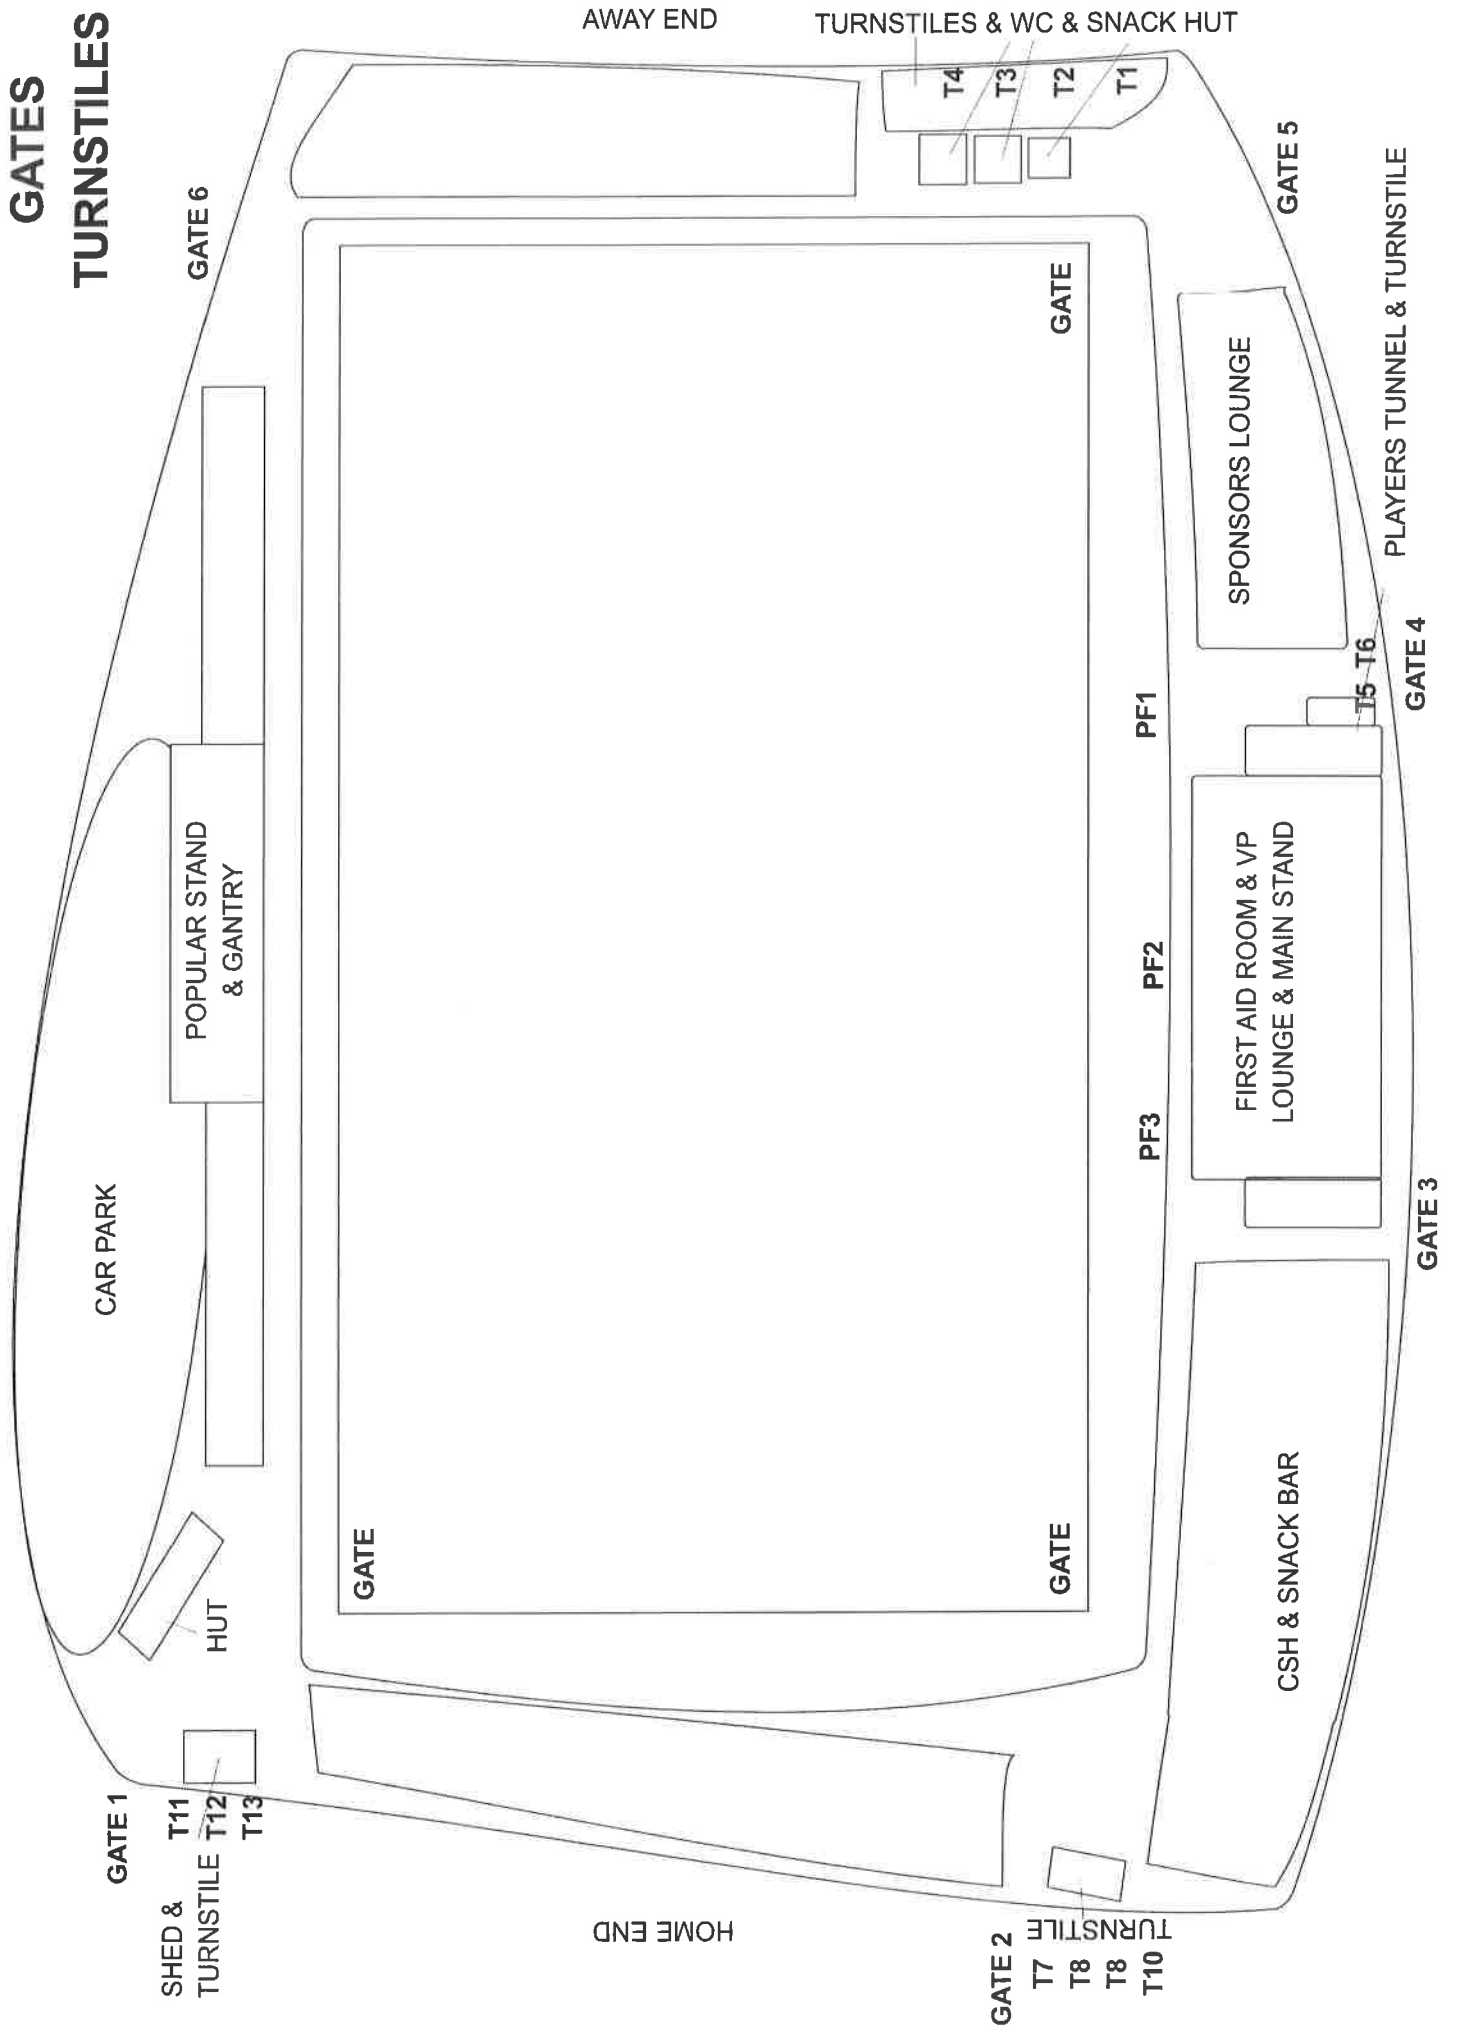 GATES
TURNSTILES
AWAY END
TURNSTILES & WC & SNACK HUT
T4
T3
T2
T1
GATE 6
GATE 5
GATE
SPONSORS LOUNGE
PLAYERS TUNNEL & TURNSTILE
T5 T6
GATE 4
PF1
POPULAR STAND
& GANTRY
PF2
FIRST AID ROOM & VP
LOUNGE & MAIN STAND
PF3
CAR PARK
GATE 3
GATE
GATE
HUT
CSH & SNACK BAR
GATE 1
T11
T12
T13
SHED &
TURNSTILE
HOME END
GATE 2
TURNSTILE
T7
T8
T8
T10